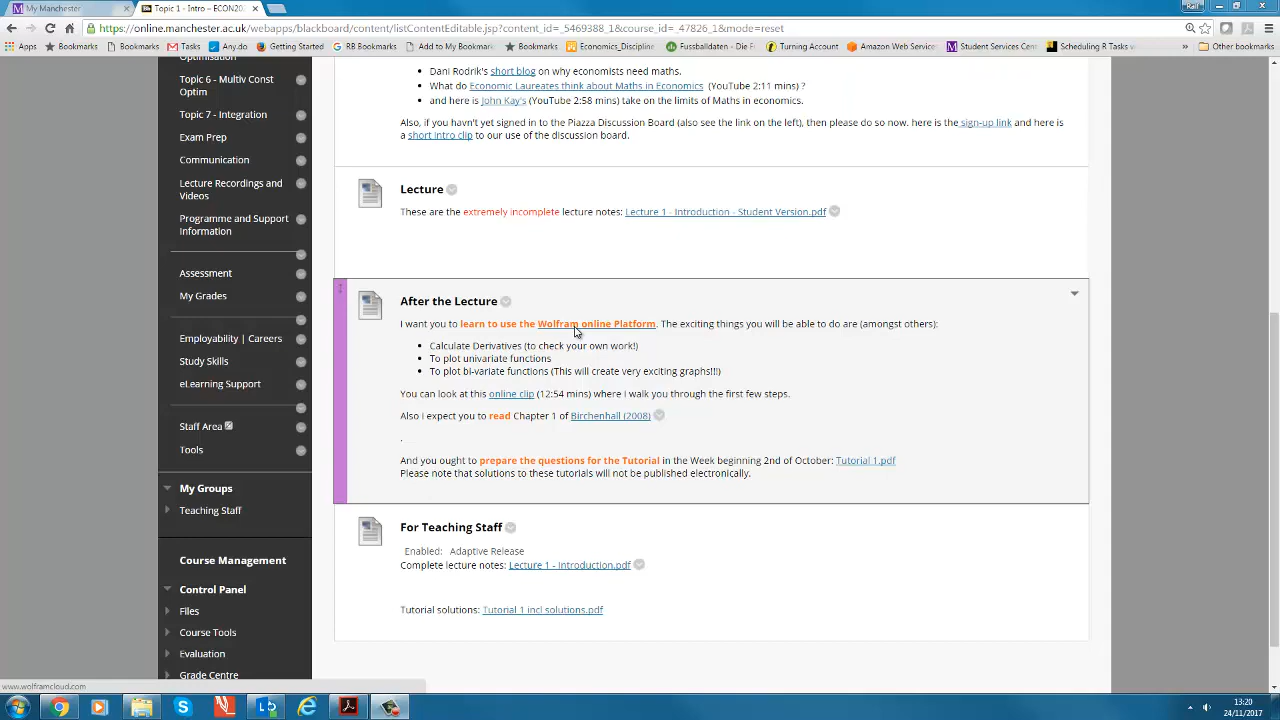 My Manchester
Topic 1 - Intro – ECON20
Ralf
https://online.manchester.ac.uk/webapps/blackboard/content/listContentEditable.jsp?content_id=_5469388_1&course_id=_47826_1&mode=reset
Apps
Bookmarks
Bookmarks
Tasks
Any.do
Getting Started
RB Bookmarks
Add to My Bookmark
Bookmarks
Economics_Discipline
Fussballdaten - Die F
Turning Account
Amazon Web Service
Student Services Cent
Scheduling R Tasks v
»
Other bookmarks
Optimisation
Topic 6 - Multiv Const
Optim
Topic 7 - Integration
Exam Prep
Communication
Lecture Recordings and
Videos
Programme and Support
Information
Assessment
My Grades
Employability | Careers
Study Skills
eLearning Support
Staff Area
Tools
My Groups
Teaching Staff
Course Management
Control Panel
Files
Course Tools
Evaluation
Grade Centre
• Dani Rodrik's short blog on why economists need maths.
• What do Economic Laureates think about Maths in Economics (YouTube 2:11 mins) ?
• and here is John Kay's (YouTube 2:58 mins) take on the limits of Maths in economics.
Also, if you havn't yet signed in to the Piazza Discussion Board (also see the link on the left), then please do so now. here is the sign-up link and here is
a short intro clip to our use of the discussion board.
Lecture
These are the extremely incomplete lecture notes: Lecture 1 - Introduction - Student Version.pdf
After the Lecture
I want you to learn to use the Wolfram online Platform. The exciting things you will be able to do are (amongst others):
• Calculate Derivatives (to check your own work!)
• To plot univariate functions
• To plot bi-variate functions (This will create very exciting graphs!!!)
You can look at this online clip (12:54 mins) where I walk you through the first few steps.
Also I expect you to read Chapter 1 of Birchenhall (2008)
.
And you ought to prepare the questions for the Tutorial in the Week beginning 2nd of October: Tutorial 1.pdf
Please note that solutions to these tutorials will not be published electronically.
For Teaching Staff
Enabled: Adaptive Release
Complete lecture notes: Lecture 1 - Introduction.pdf
Tutorial solutions: Tutorial 1 incl solutions.pdf
www.wolframcloud.com
13:20
24/11/2017